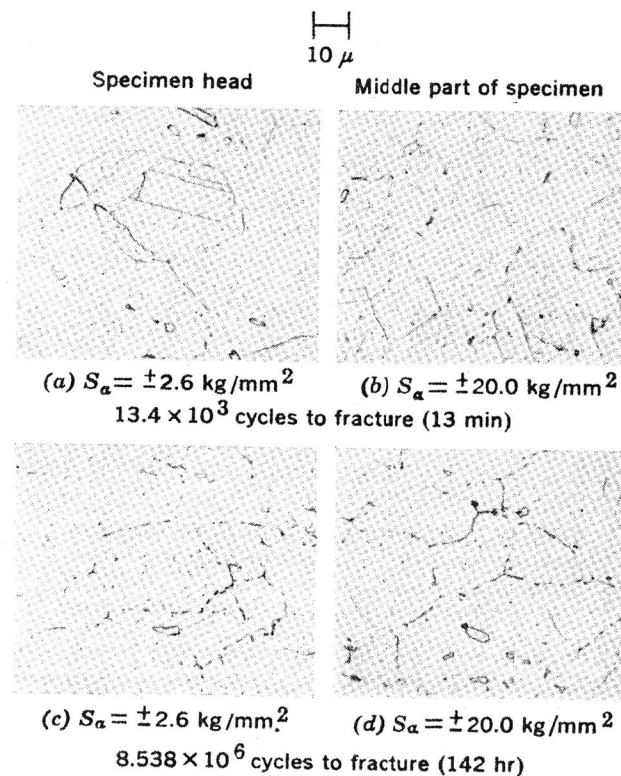 10 μ
Specimen head Middle part of specimen
(a) Sₐ = ±2.6 kg/mm² (b) Sₐ = ±20.0 kg/mm²
13.4 × 10³ cycles to fracture (13 min)
(c) Sₐ = ±2.6 kg/mm.² (d) Sₐ = ±20.0 kg/mm²
8.538 × 10⁶ cycles to fracture (142 hr)